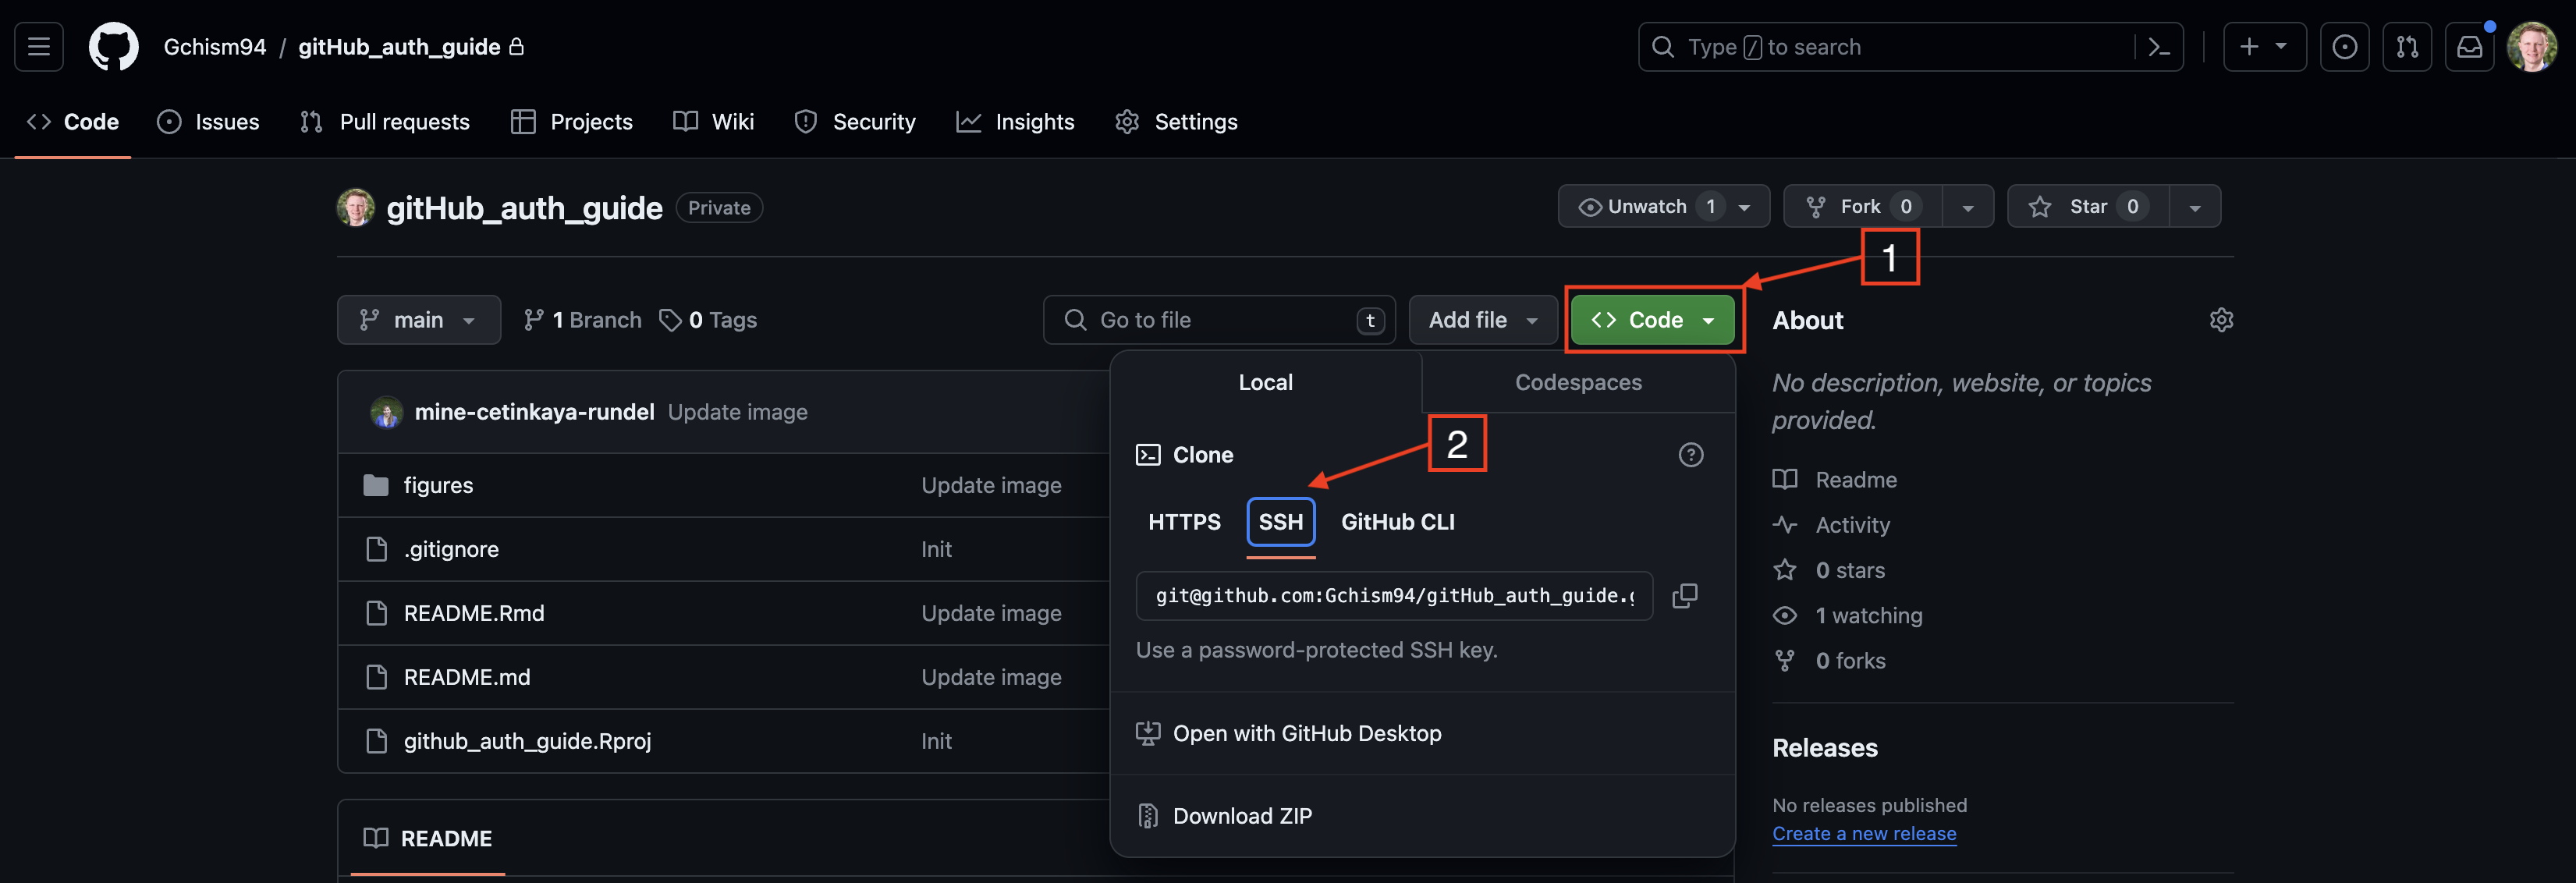 Gchism94 / gitHub_auth_guide
Type / to search
Code Issues Pull requests Projects Wiki Security Insights Settings
gitHub_auth_guide Private
Unwatch 1 Fork 0 Star 0
1
main 1 Branch 0 Tags Go to file t Add file Code
About
No description, website, or topics
provided.
Readme
Activity
0 stars
1 watching
0 forks
Releases
No releases published
Create a new release
mine-cetinkaya-rundel Update image
figures Update image
.gitignore Init
README.Rmd Update image
README.md Update image
github_auth_guide.Rproj Init
README
Local Codespaces
2
Clone
HTTPS SSH GitHub CLI
git@github.com:Gchism94/gitHub_auth_guide.
Use a password-protected SSH key.
Open with GitHub Desktop
Download ZIP